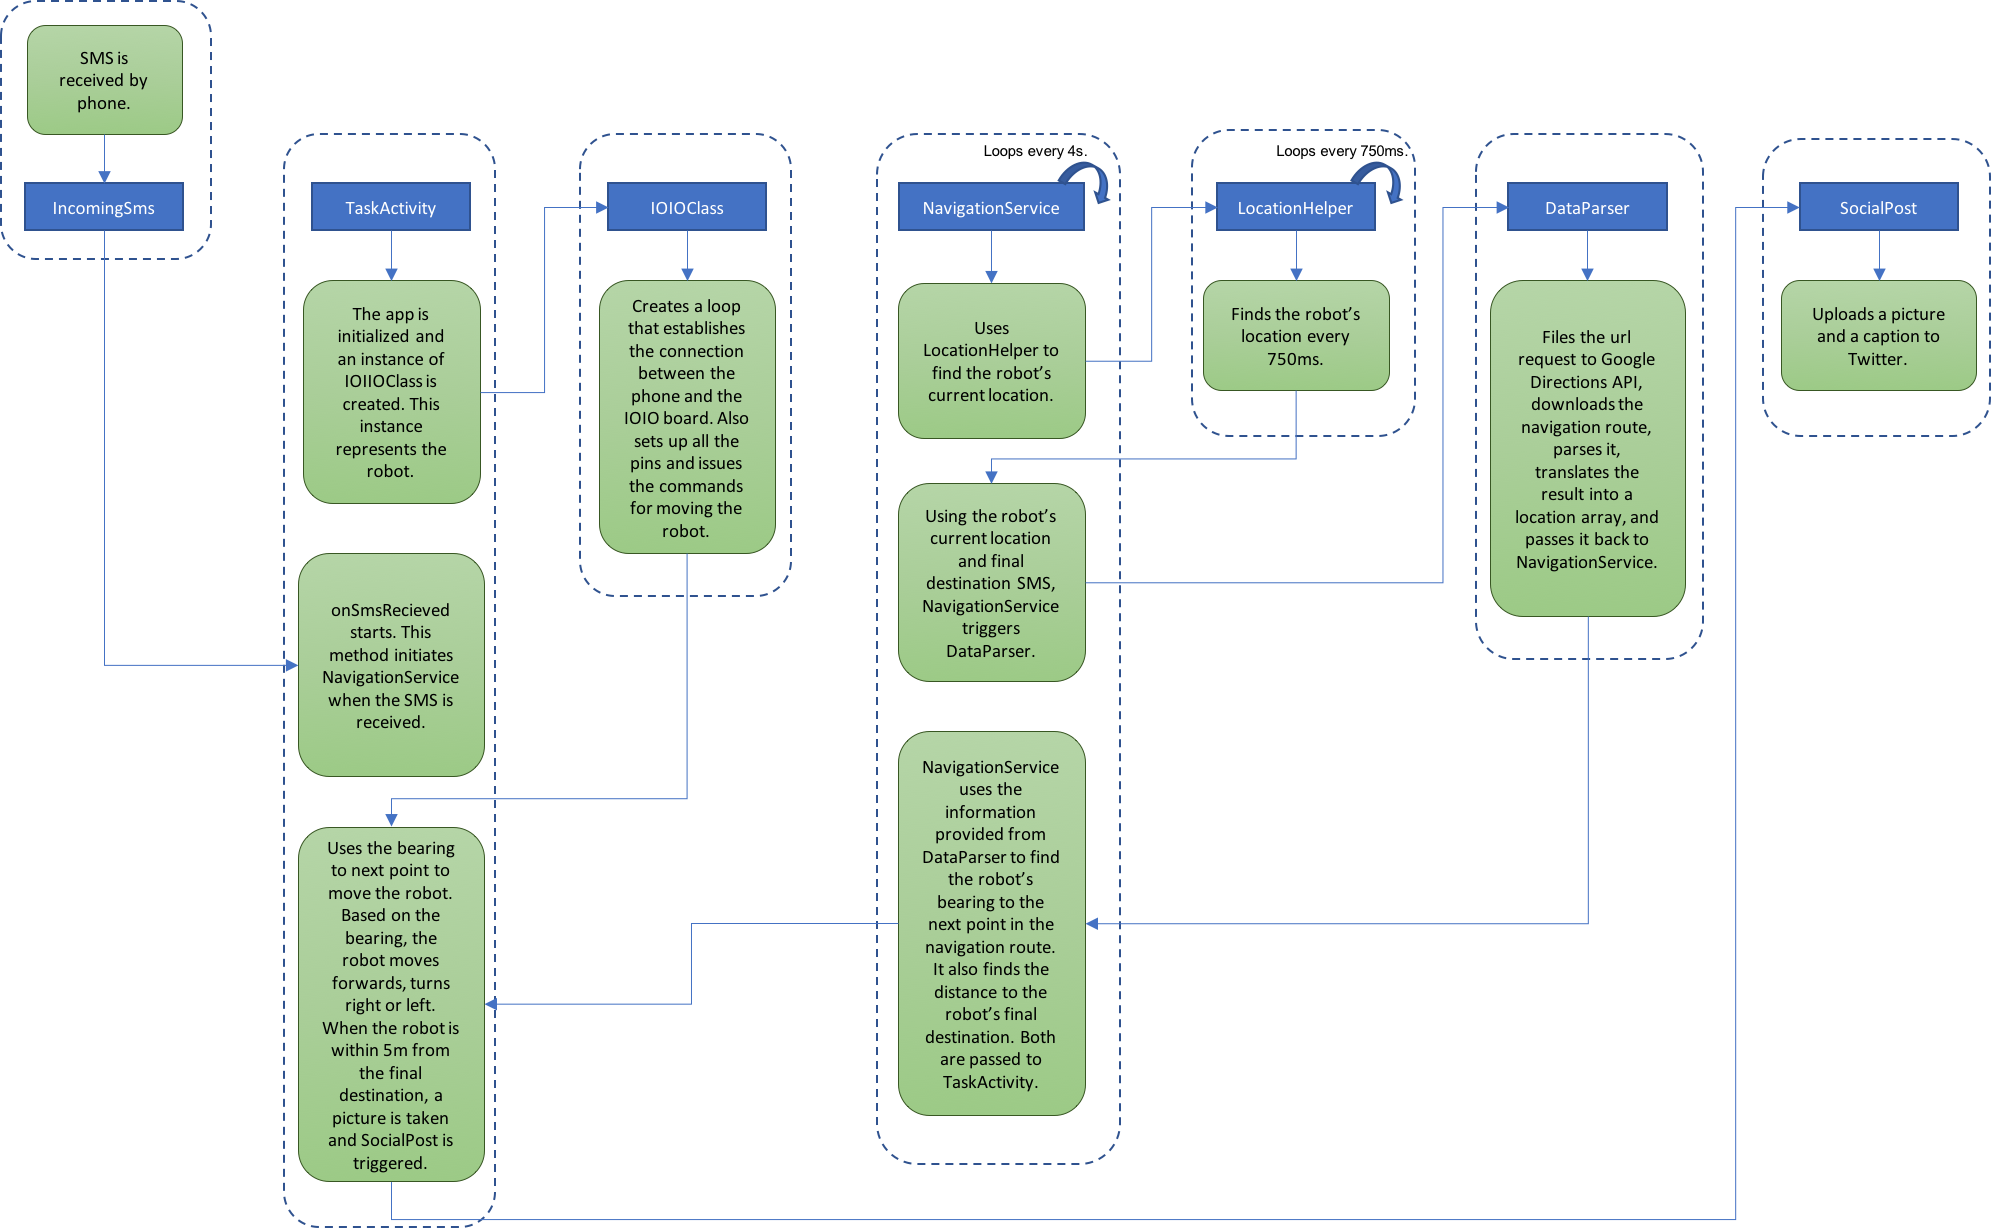 SMS is
received by
phone.
IncomingSms
TaskActivity
The app is
initialized and
an instance of
IOIIOClass is
created. This
instance
represents the
robot.
onSmsRecieved
starts. This
method initiates
NavigationService
when the SMS is
received.
Uses the bearing
to next point to
move the robot.
Based on the
bearing, the
robot moves
forwards, turns
right or left.
When the robot is
within 5m from
the final
destination, a
picture is taken
and SocialPost is
triggered.
IOIOClass
Creates a loop
that establishes
the connection
between the
phone and the
IOIO board. Also
sets up all the
pins and issues
the commands
for moving the
robot.
Loops every 4s.
NavigationService
Uses
LocationHelper to
find the robot’s
current location.
Using the robot’s
current location
and final
destination SMS,
NavigationService
triggers
DataParser.
NavigationService
uses the
information
provided from
DataParser to find
the robot’s
bearing to the
next point in the
navigation route.
It also finds the
distance to the
robot’s final
destination. Both
are passed to
TaskActivity.
Loops every 750ms.
LocationHelper
Finds the robot’s
location every
750ms.
DataParser
Files the url
request to Google
Directions API,
downloads the
navigation route,
parses it,
translates the
result into a
location array, and
passes it back to
NavigationService.
SocialPost
Uploads a picture
and a caption to
Twitter.